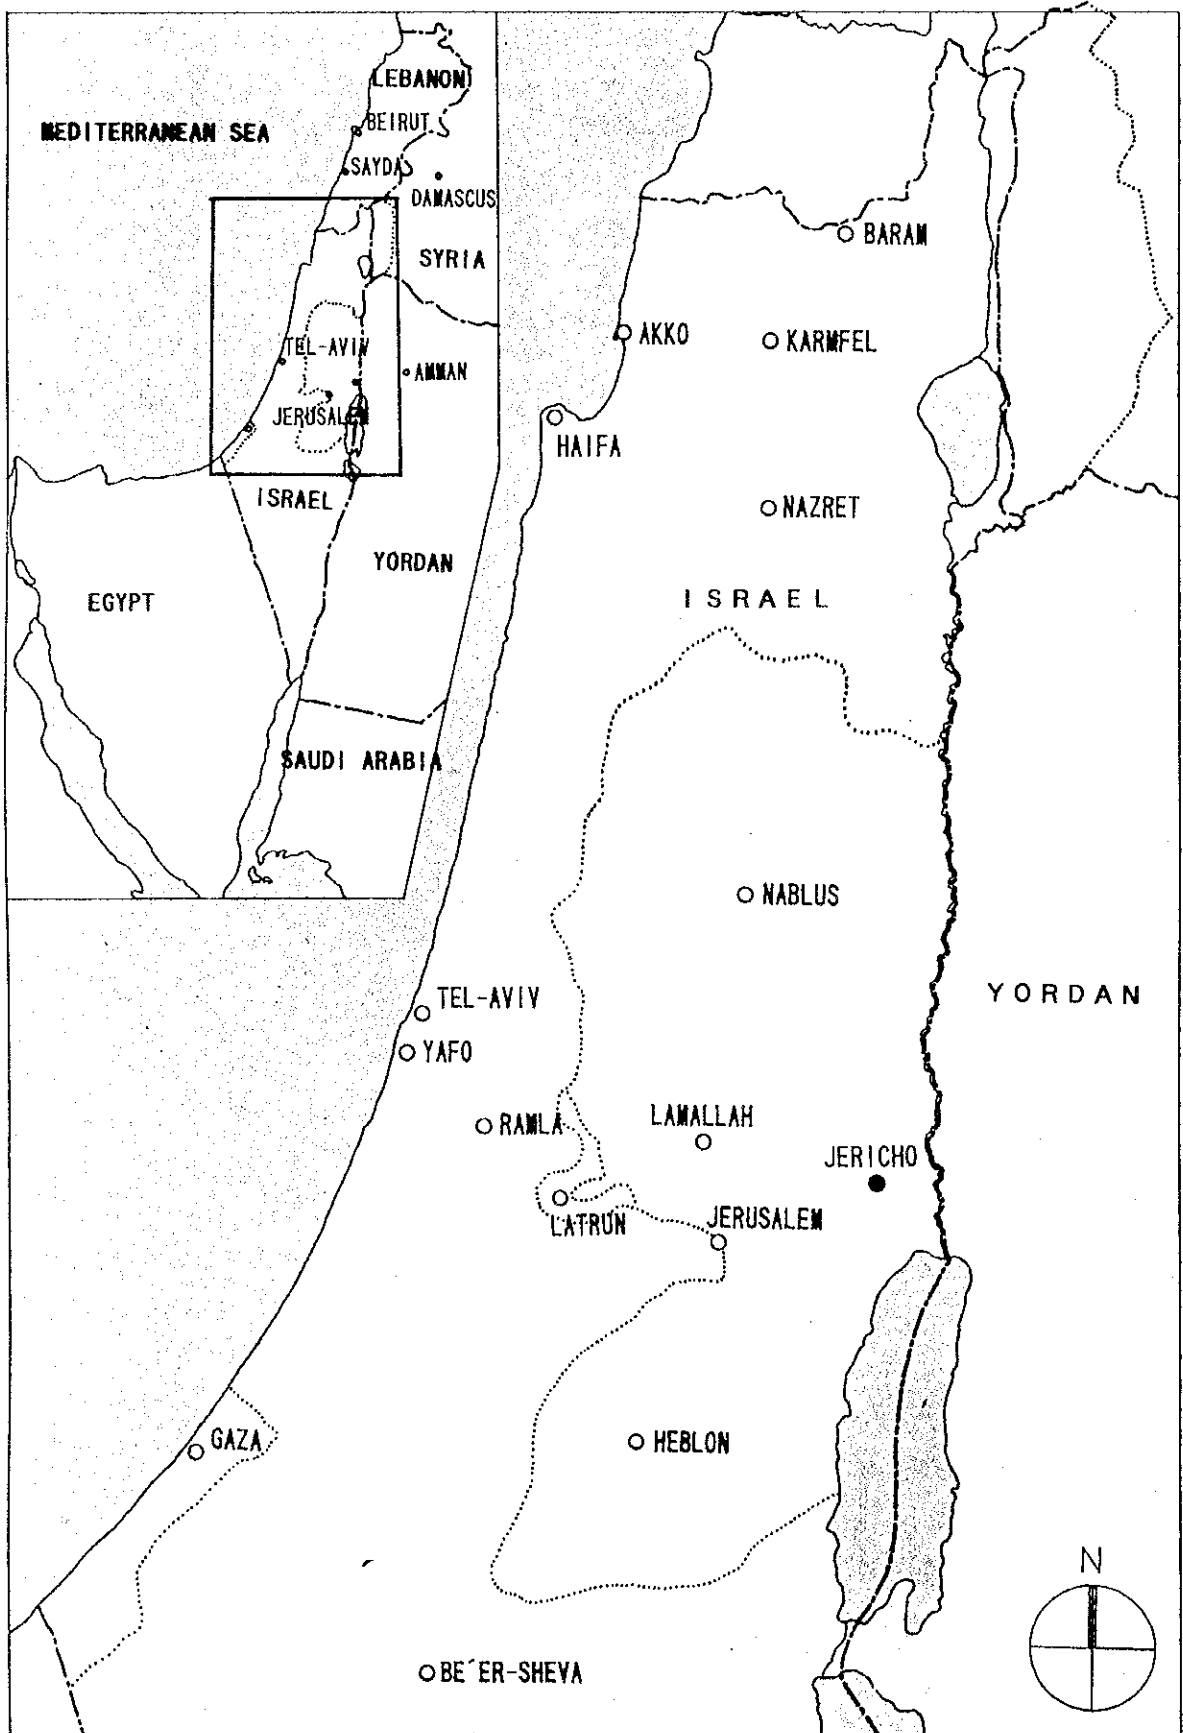 LEBANON
MEDITERRANEAN SEA
BEIRUT
SAYDA
DAMASCUS
SYRIA
TEL-AVIV
AMMAN
JERUSALEM
ISRAEL
YORDAN
EGYPT
SAUDI ARABIA
BARAM
AKKO
KARMFEL
HAIFA
NAZRET
ISRAEL
NABLUS
TEL-AVIV
YORDAN
YAFO
RAMLA
LAMALLAH
JERICHO
LATRUN
JERUSALEM
GAZA
HEBLON
N
BE´ER-SHEVA